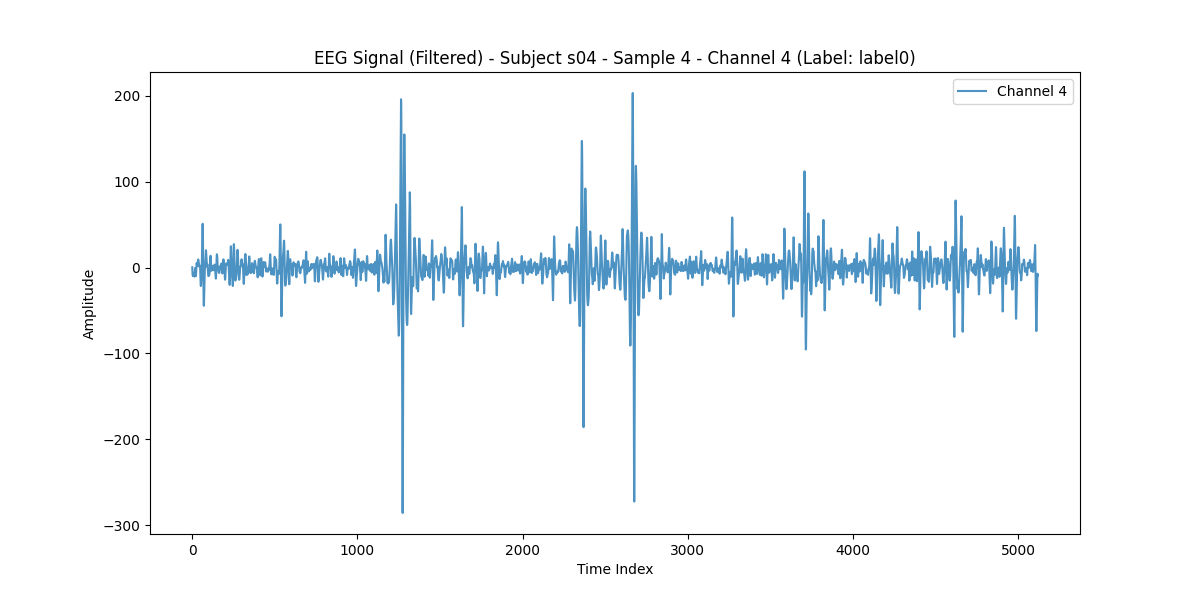 EEG Signal (Filtered) - Subject s04 - Sample 4 - Channel 4 (Label: label0)
Channel 4
200
100
0
−100
−200
−300
Amplitude
0 1000 2000 3000 4000 5000
Time Index